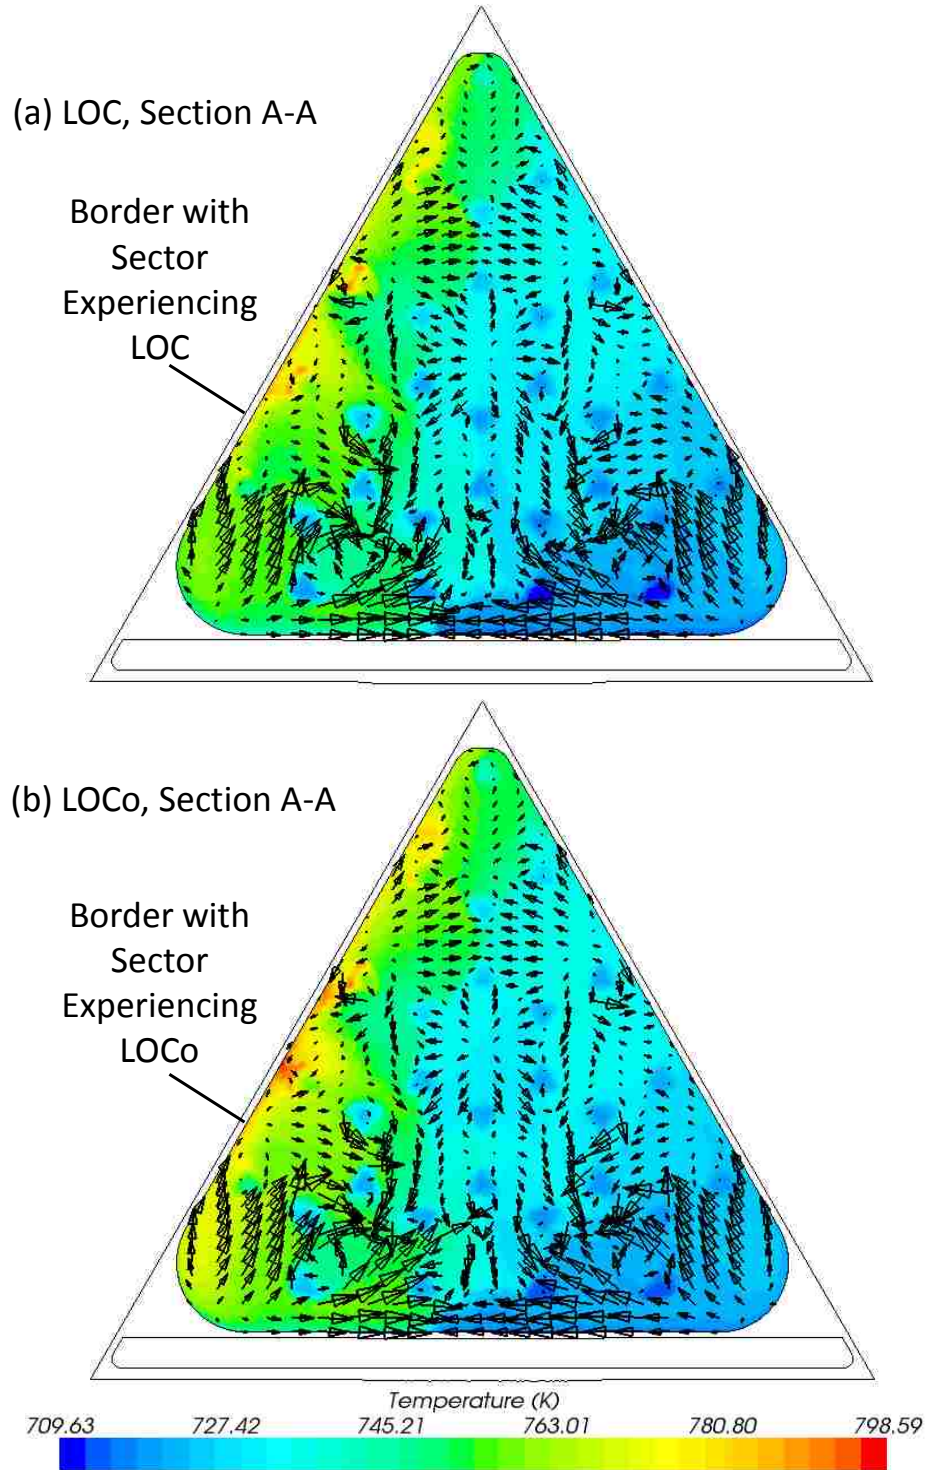 (a) LOC, Section A-A
Border with
Sector
Experiencing
LOC
(b) LOCo, Section A-A
Border with
Sector
Experiencing
LOCo
Temperature (K)
709.63 727.42 745.21 763.01 780.80 798.59